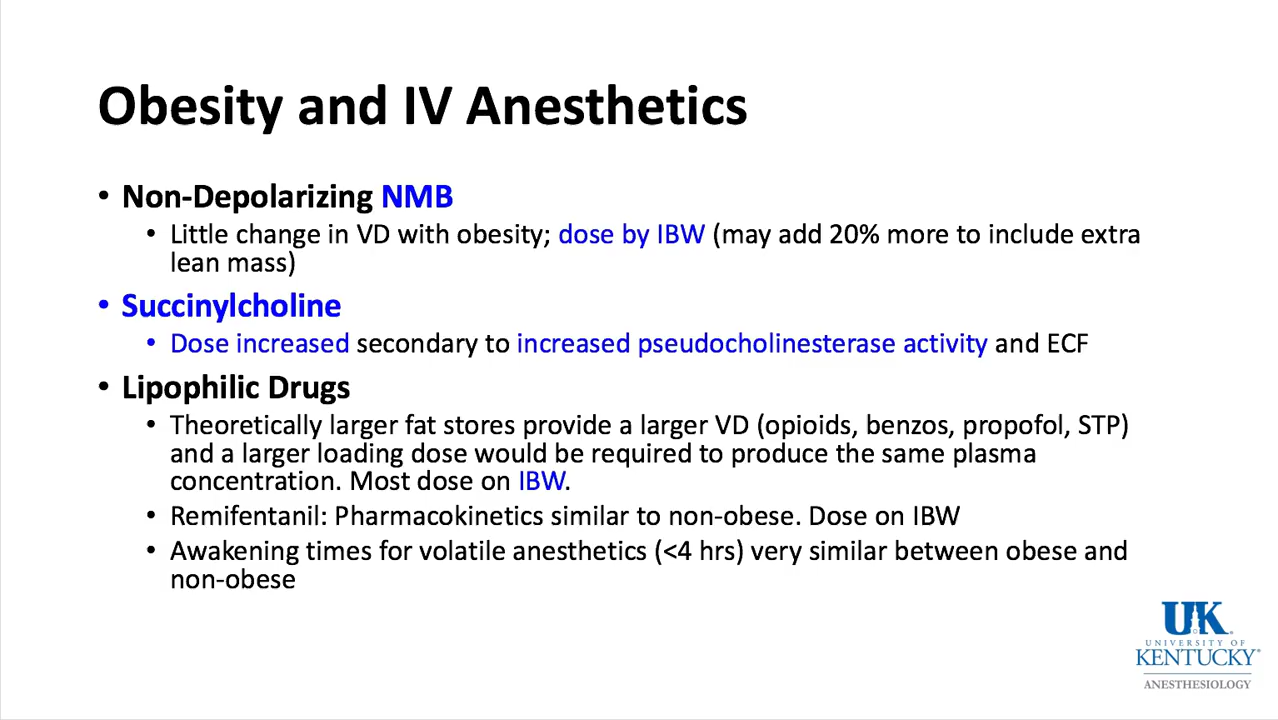 Obesity and IV Anesthetics
• Non-Depolarizing NMB
• Little change in VD with obesity; dose by IBW (may add 20% more to include extra
lean mass)
• Succinylcholine
• Dose increased secondary to increased pseudocholinesterase activity and ECF
• Lipophilic Drugs
• Theoretically larger fat stores provide a larger VD (opioids, benzos, propofol, STP)
and a larger loading dose would be required to produce the same plasma
concentration. Most dose on IBW.
• Remifentanil: Pharmacokinetics similar to non-obese. Dose on IBW
• Awakening times for volatile anesthetics (<4 hrs) very similar between obese and
non-obese
UK
UNIVERSITY OF
KENTUCKY®
ANESTHESIOLOGY